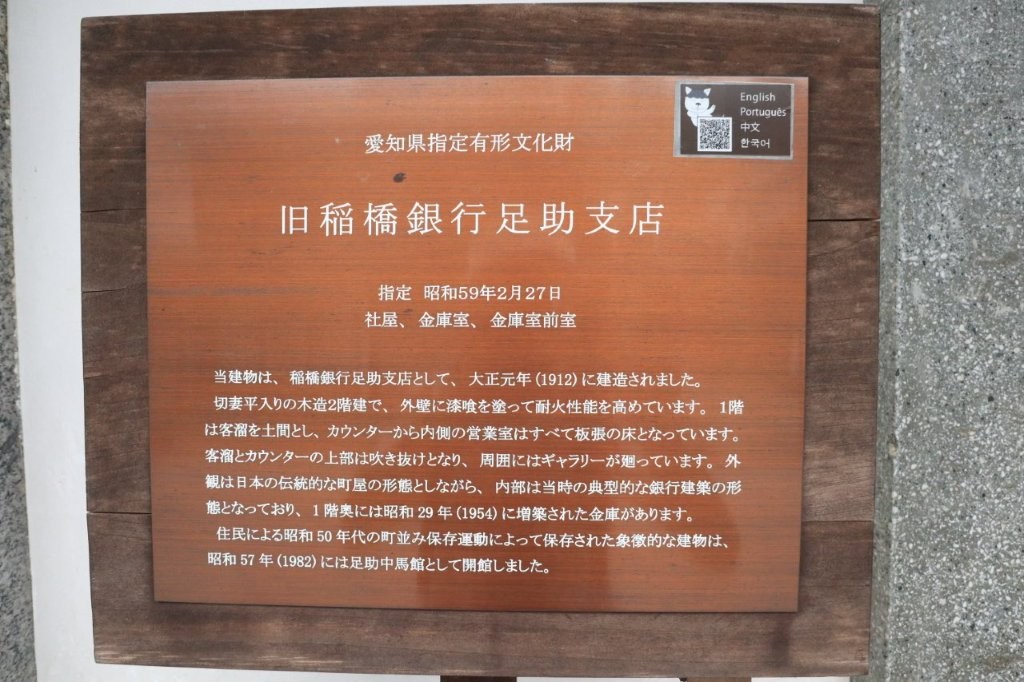 English
Português
中文
한국어
愛知県指定有形文化財
旧稲橋銀行足助支店
指定 昭和59年2月27日
社屋、金庫室、金庫室前室
当建物は、稲橋銀行足助支店として、大正元年(1912)に建造されました。
切妻平入りの木造2階建で、外壁に漆喰を塗って耐火性能を高めています。1階
は客溜を土間とし、カウンターから内側の営業室はすべて板張の床となっています。
客溜とカウンターの上部は吹き抜けとなり、周囲にはギャラリーが廻っています。外
観は日本の伝統的な町屋の形態としながら、内部は当時の典型的な銀行建築の形
態となっており、1階奥には昭和29年(1954)に増築された金庫があります。
住民による昭和50年代の町並み保存運動によって保存された象徴的な建物は、
昭和57年(1982)には足助中馬館として開館しました。